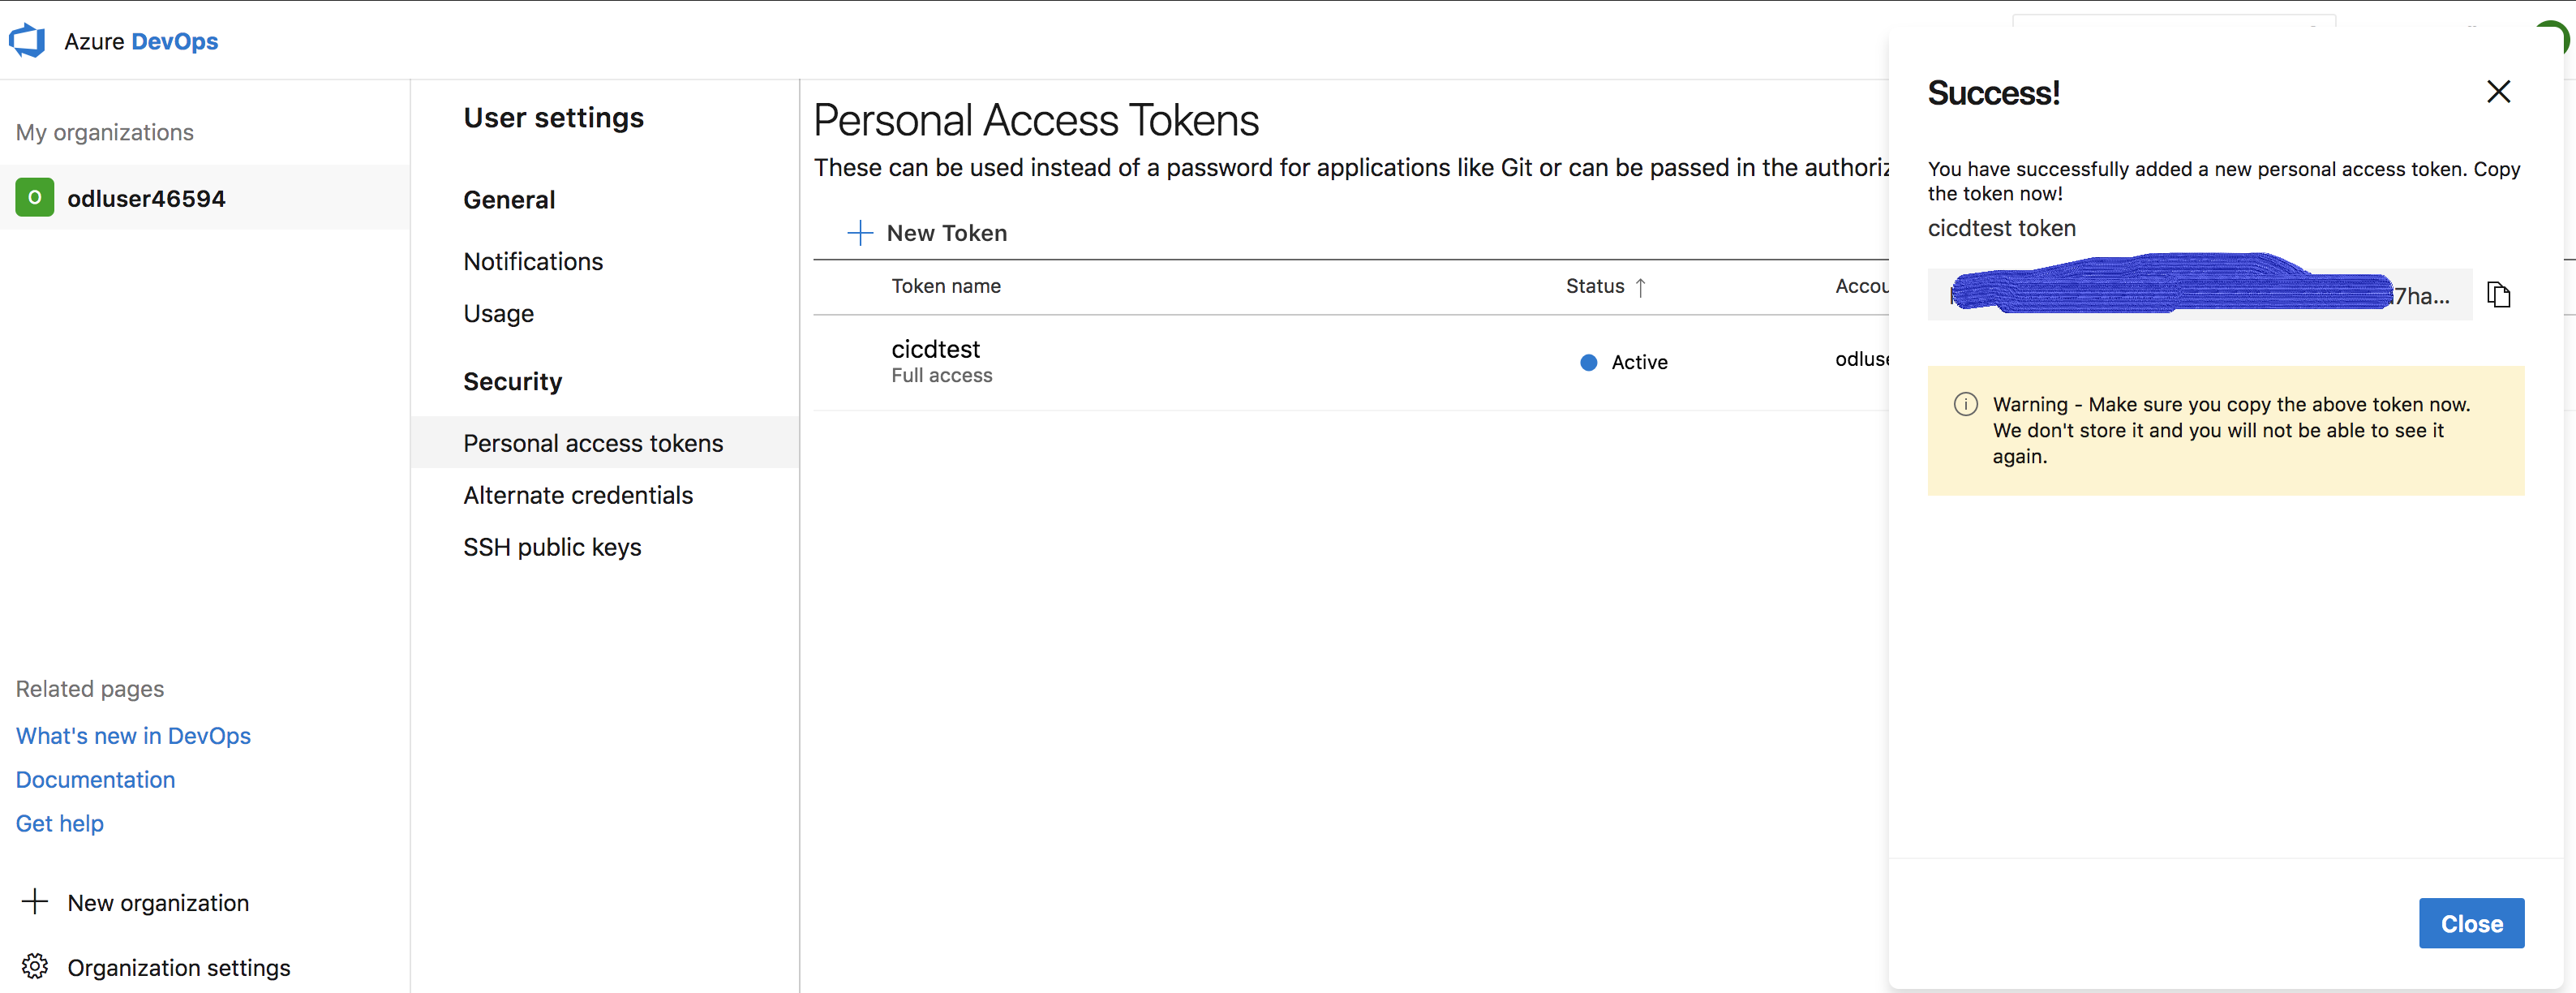 Azure DevOps
My organizations
O odluser46594
Related pages
What's new in DevOps
Documentation
Get help
New organization
Organization settings
User settings
General
Notifications
Usage
Security
Personal access tokens
Alternate credentials
SSH public keys
Personal Access Tokens
These can be used instead of a password for applications like Git or can be passed in the authoriz
New Token
Token name Status ↑ Accou
cicdtest Active odluse
Full access
Success!
You have successfully added a new personal access token. Copy
the token now!
cicdtest token
7ha...
Warning - Make sure you copy the above token now.
We don't store it and you will not be able to see it
again.
Close